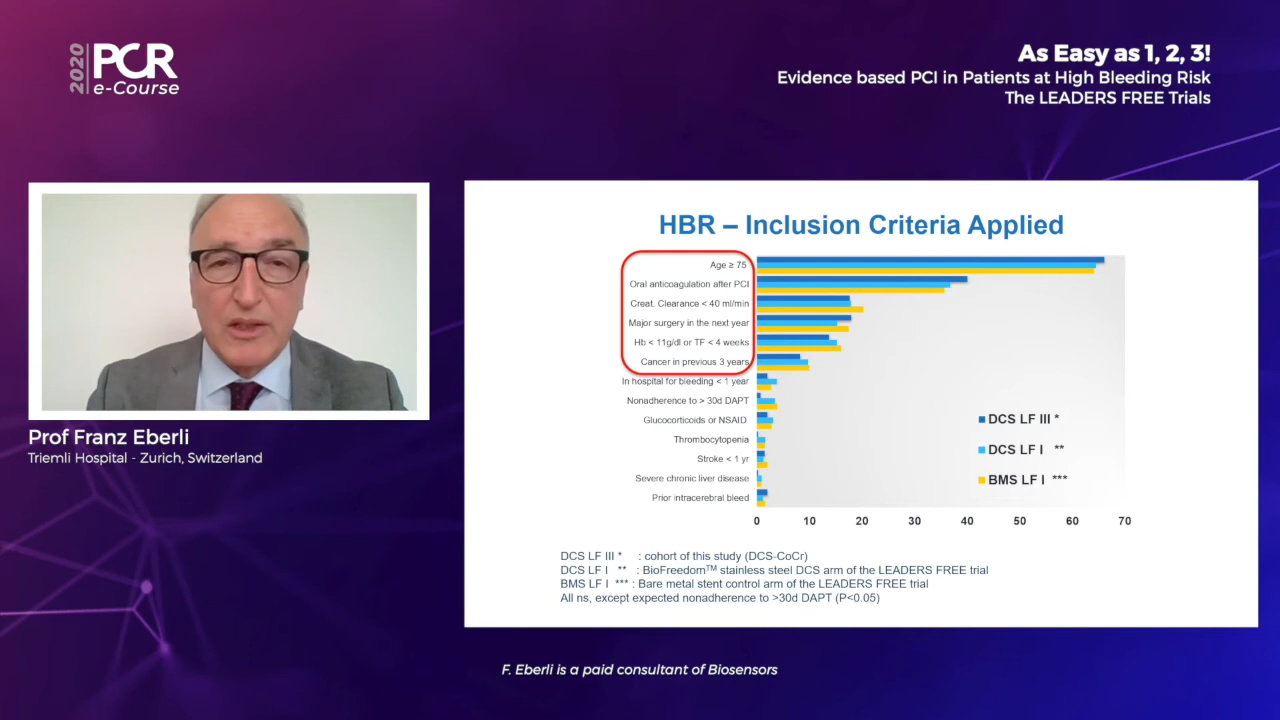 2020
PCR
e-Course
As Easy as 1, 2, 3!
Evidence based PCI in Patients at High Bleeding Risk
The LEADERS FREE Trials
Prof Franz Eberli
Triemli Hospital - Zurich, Switzerland
HBR – Inclusion Criteria Applied
Age ≥ 75
Oral anticoagulation after PCI
Creat. Clearance < 40 ml/min
Major surgery in the next year
Hb < 11g/dl or TF < 4 weeks
Cancer in previous 3 years
In hospital for bleeding < 1 year
Nonadherence to > 30d DAPT
Glucocorticoids or NSAID
Thrombocytopenia
Stroke < 1 yr
Severe chronic liver disease
Prior intracerebral bleed
DCS LF III *
DCS LF I **
BMS LF I ***
0 10 20 30 40 50 60 70
DCS LF III * : cohort of this study (DCS-CoCr)
DCS LF I ** : BioFreedom™ stainless steel DCS arm of the LEADERS FREE trial
BMS LF I *** : Bare metal stent control arm of the LEADERS FREE trial
All ns, except expected nonadherence to >30d DAPT (P<0.05)
F. Eberli is a paid consultant of Biosensors